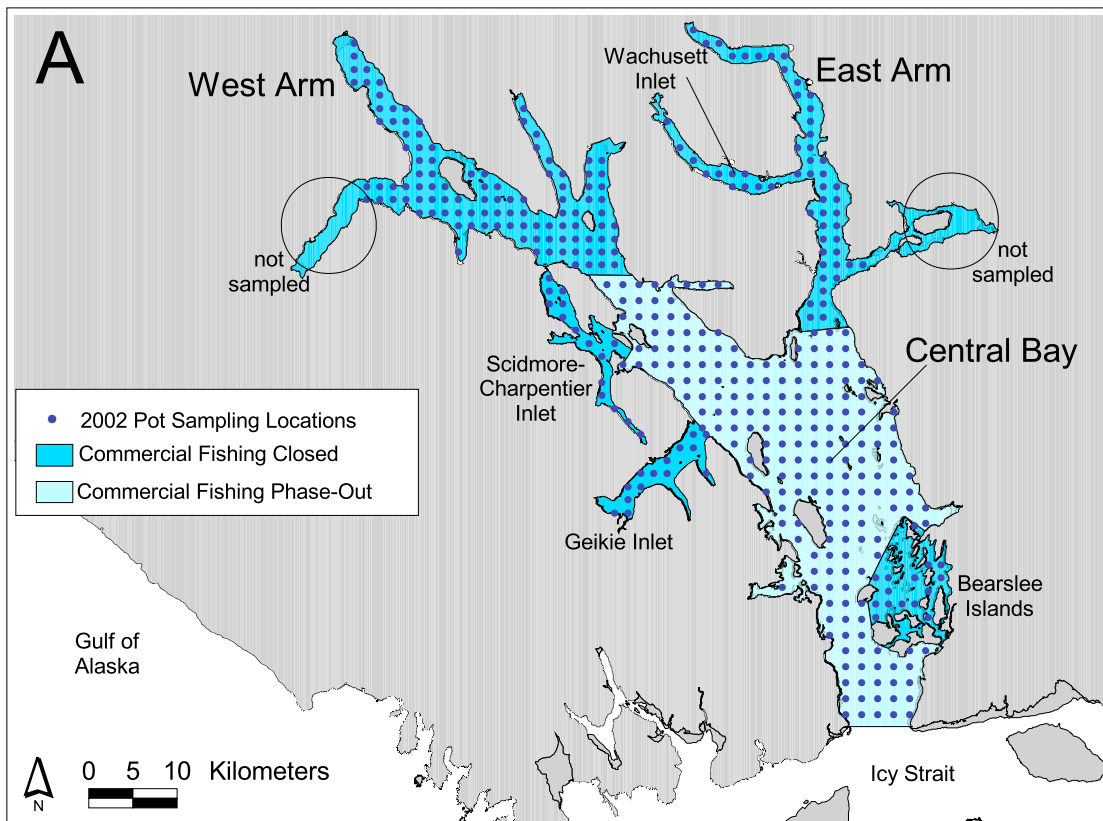 A
West Arm
Wachusett
Inlet
East Arm
not
sampled
not
sampled
Central Bay
Scidmore-
Charpentier
Inlet
2002 Pot Sampling Locations
Commercial Fishing Closed
Commercial Fishing Phase-Out
Geikie Inlet
Bearslee
Islands
Gulf of
Alaska
N
0 5 10 Kilometers
Icy Strait